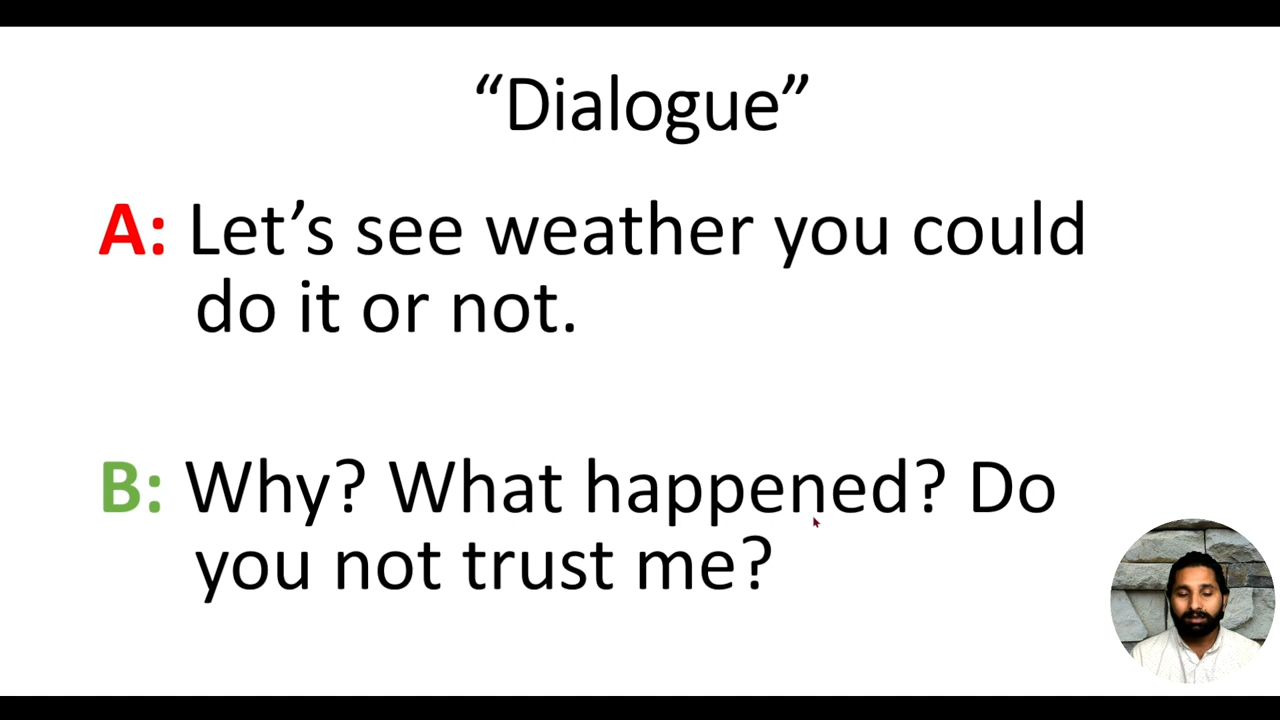 “Dialogue”
A: Let’s see weather you could
do it or not.
B: Why? What happened? Do
you not trust me?